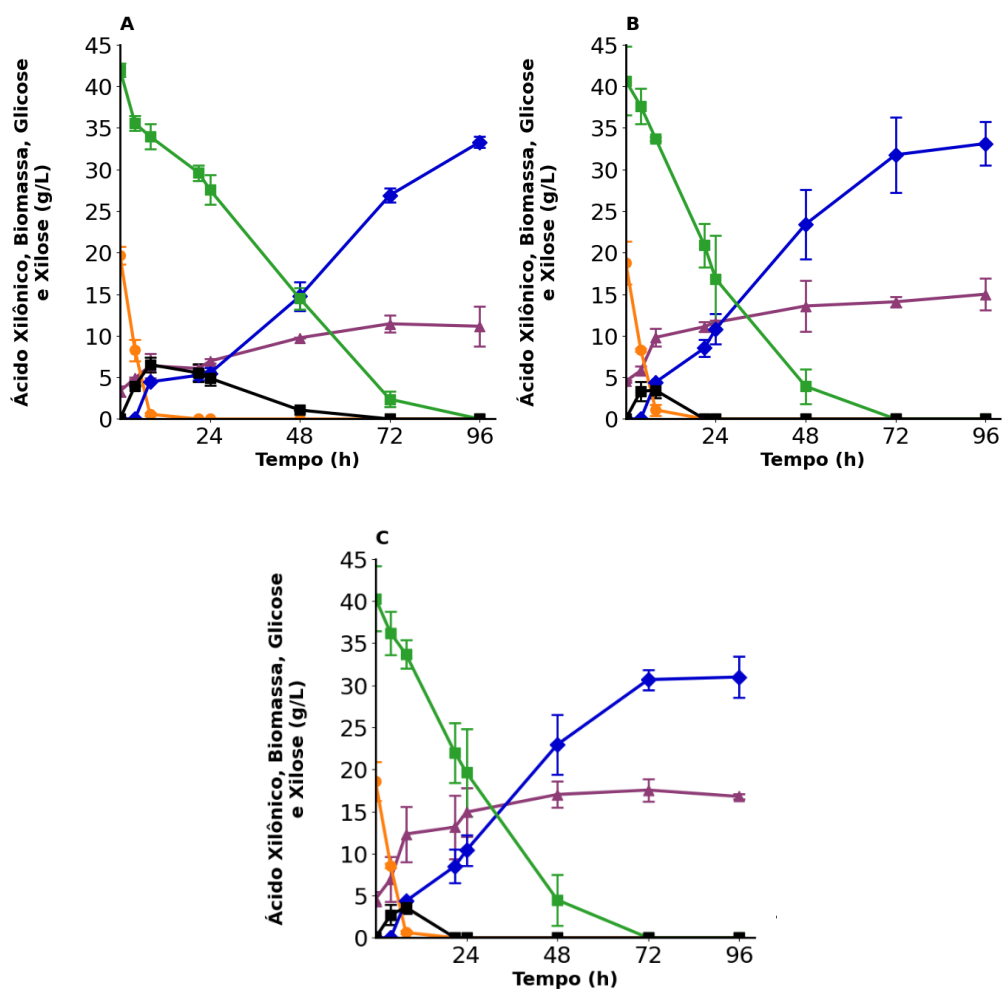 A
45
40
35
30
25
20
15
10
5
0
24 48 72 96
Tempo (h)
Ácido Xilônico, Biomassa, Glicose
e Xilose (g/L)
B
45
40
35
30
25
20
15
10
5
0
24 48 72 96
Tempo (h)
Ácido Xilônico, Biomassa, Glicose
e Xilose (g/L)
C
45
40
35
30
25
20
15
10
5
0
24 48 72 96
Tempo (h)
Ácido Xilônico, Biomassa, Glicose
e Xilose (g/L)